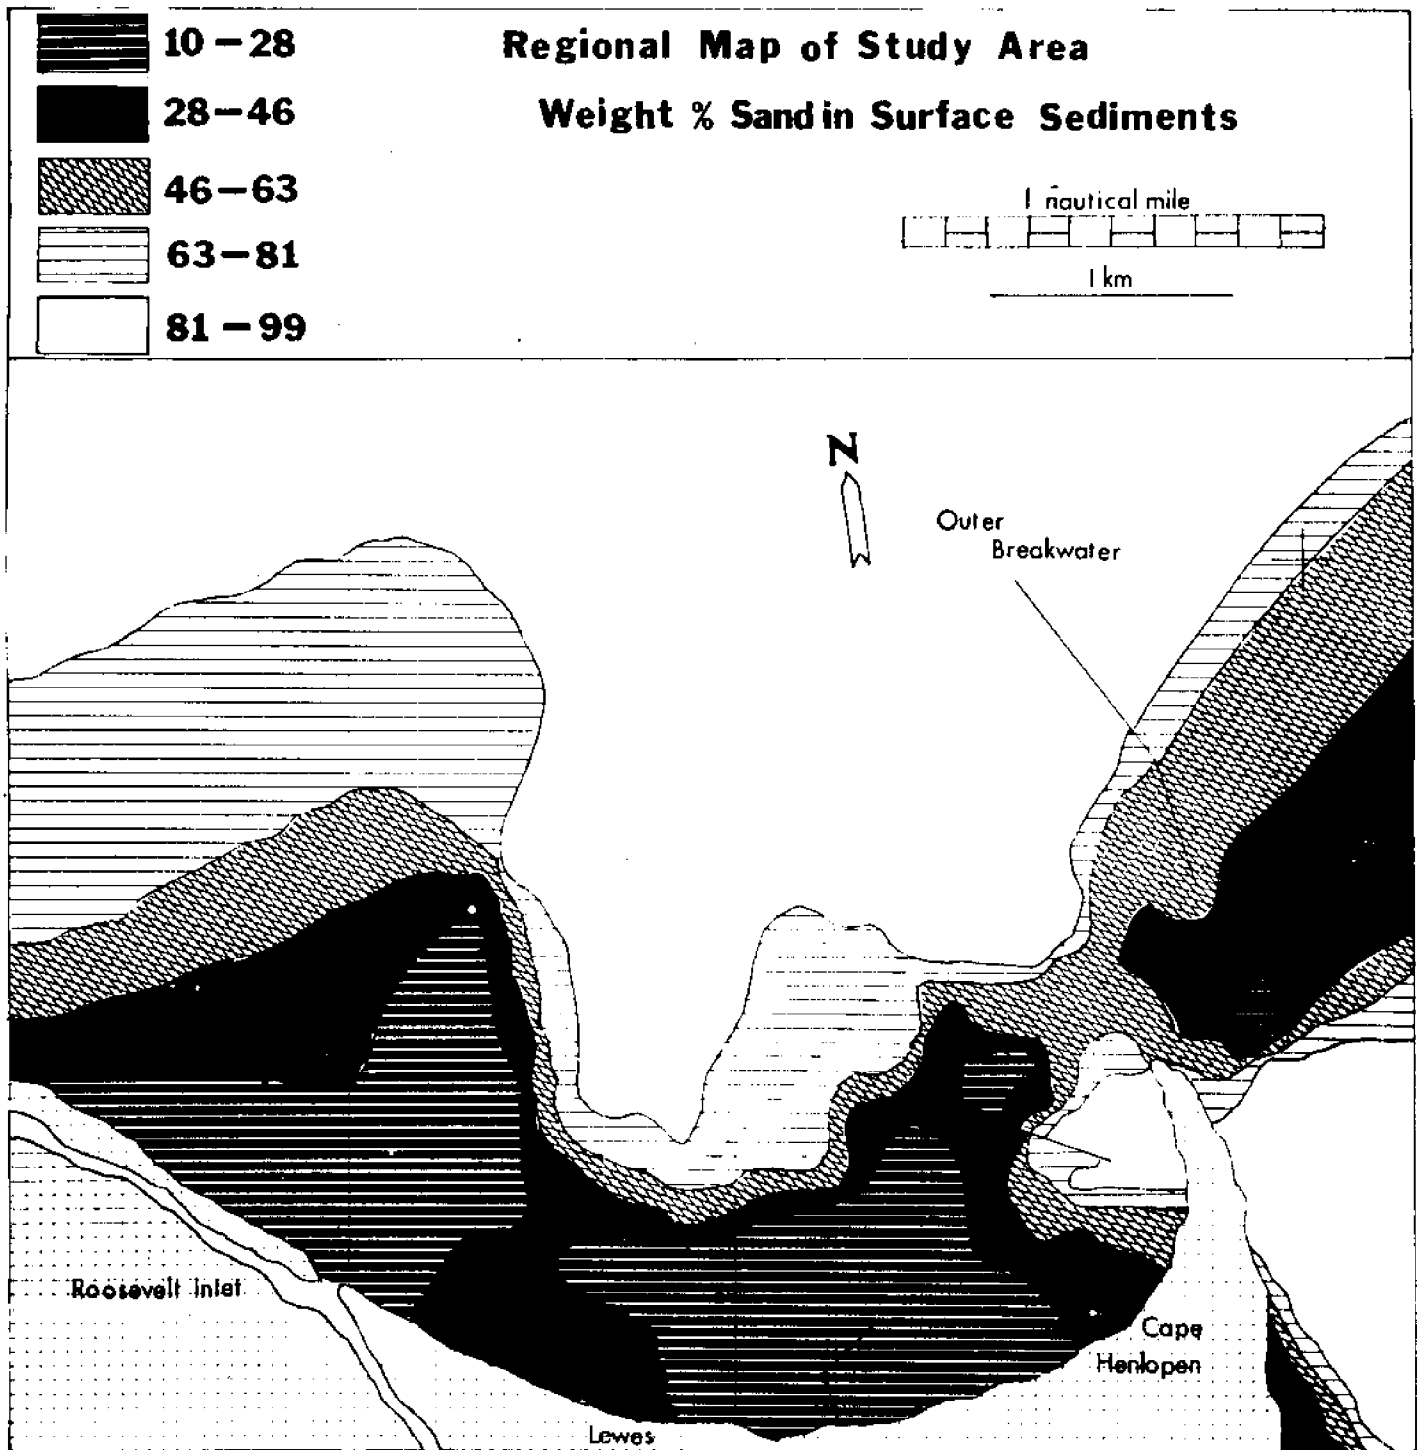 10-28
28-46
46-63
63-81
81-99
Regional Map of Study Area
Weight % Sand in Surface Sediments
1 nautical mile
1 km
N
Outer
Breakwater
Roosevelt Inlet
Cape
Henlopen
Lewes